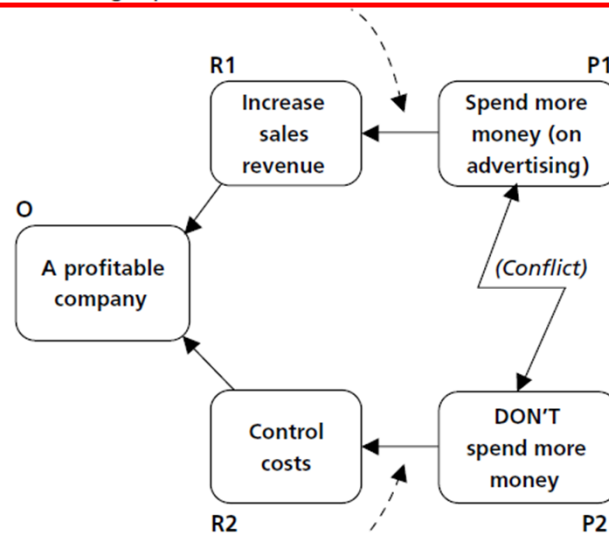 R1
P1
Increase
sales
revenue
Spend more
money (on
advertising)
O
A profitable
company
(Conflict)
Control
costs
DON'T
spend more
money
R2
P2